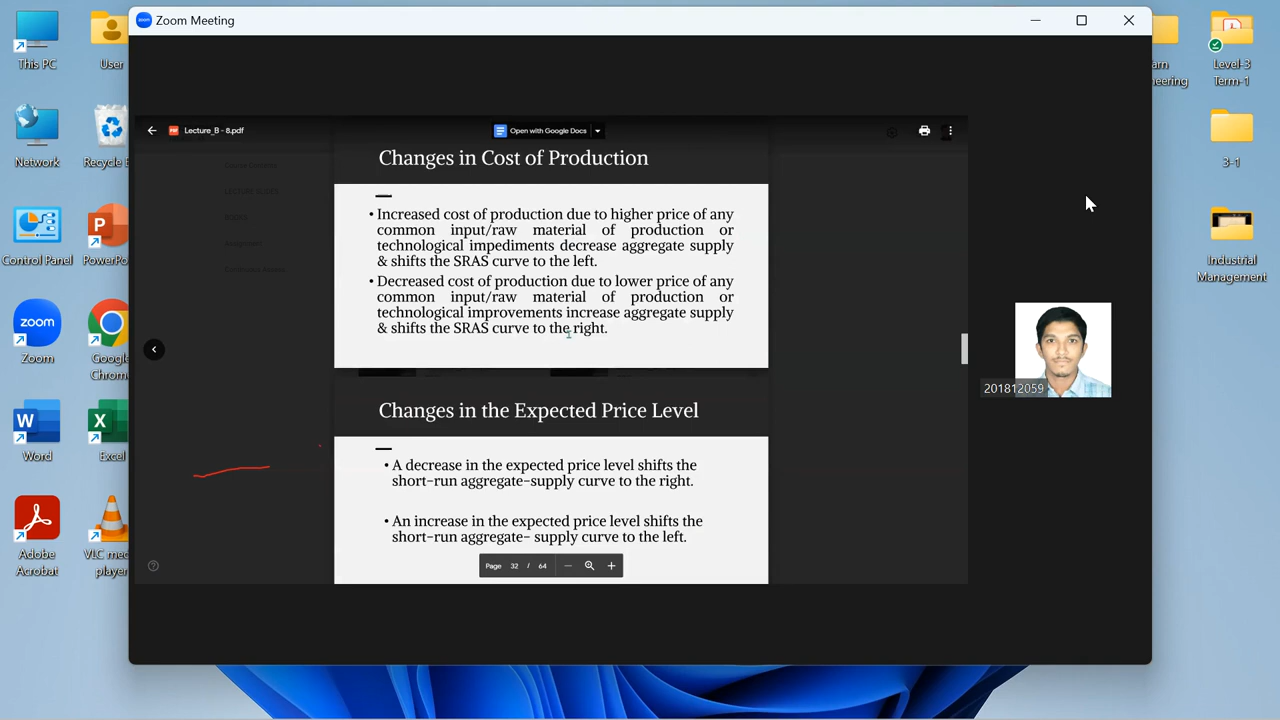 Zoom Meeting
This PC
User
Network
Recycle B
Control Panel
PowerPo
Zoom
Google
Chrom
Word
Excel
Adobe
Acrobat
VLC med
player
Level-3
Term-1
3-1
Industrial
Management
Lecture_B - 8.pdf
Open with Google Docs
Course Contents
Assignment
Changes in Cost of Production
• Increased cost of production due to higher price of any
common input/raw material of production or
technological impediments decrease aggregate supply
& shifts the SRAS curve to the left.
• Decreased cost of production due to lower price of any
common input/raw material of production or
technological improvements increase aggregate supply
& shifts the SRAS curve to the right.
Changes in the Expected Price Level
• A decrease in the expected price level shifts the
short-run aggregate-supply curve to the right.
• An increase in the expected price level shifts the
short-run aggregate- supply curve to the left.
Page 32 / 64
201812059